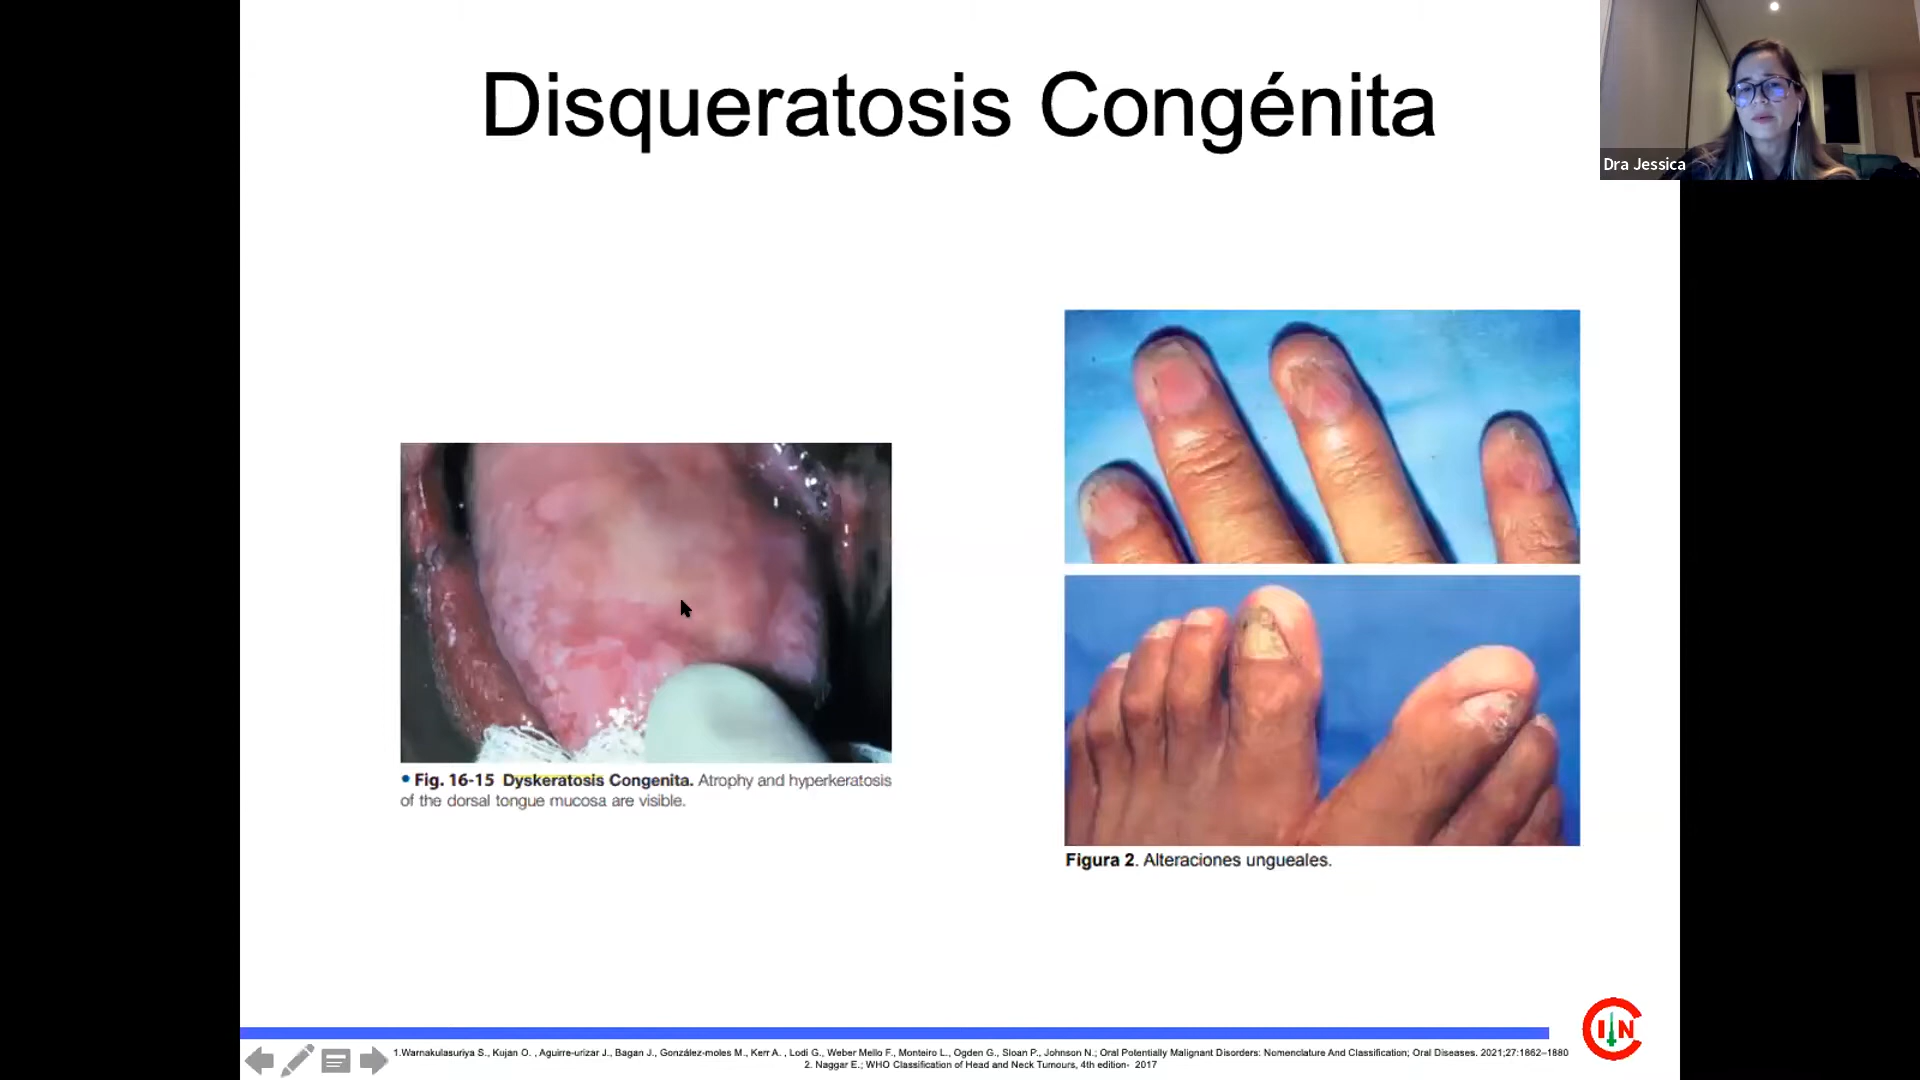 Disqueratosis Congénita
Dra Jessica
• Fig. 16-15 Dyskeratosis Congenita. Atrophy and hyperkeratosis
of the dorsal tongue mucosa are visible.
Figura 2. Alteraciones ungueales.
CIN
1.Warnakulasuriya S., Kujan O. , Aguirre-urizar J., Bagan J., González-moles M., Kerr A. , Lodi G., Weber Mello F., Monteiro L., Ogden G., Sloan P., Johnson N.; Oral Potentially Malignant Disorders: Nomenclature And Classification; Oral Diseases. 2021;27:1862–1880
2. Naggar E.; WHO Classification of Head and Neck Tumours, 4th edition- 2017